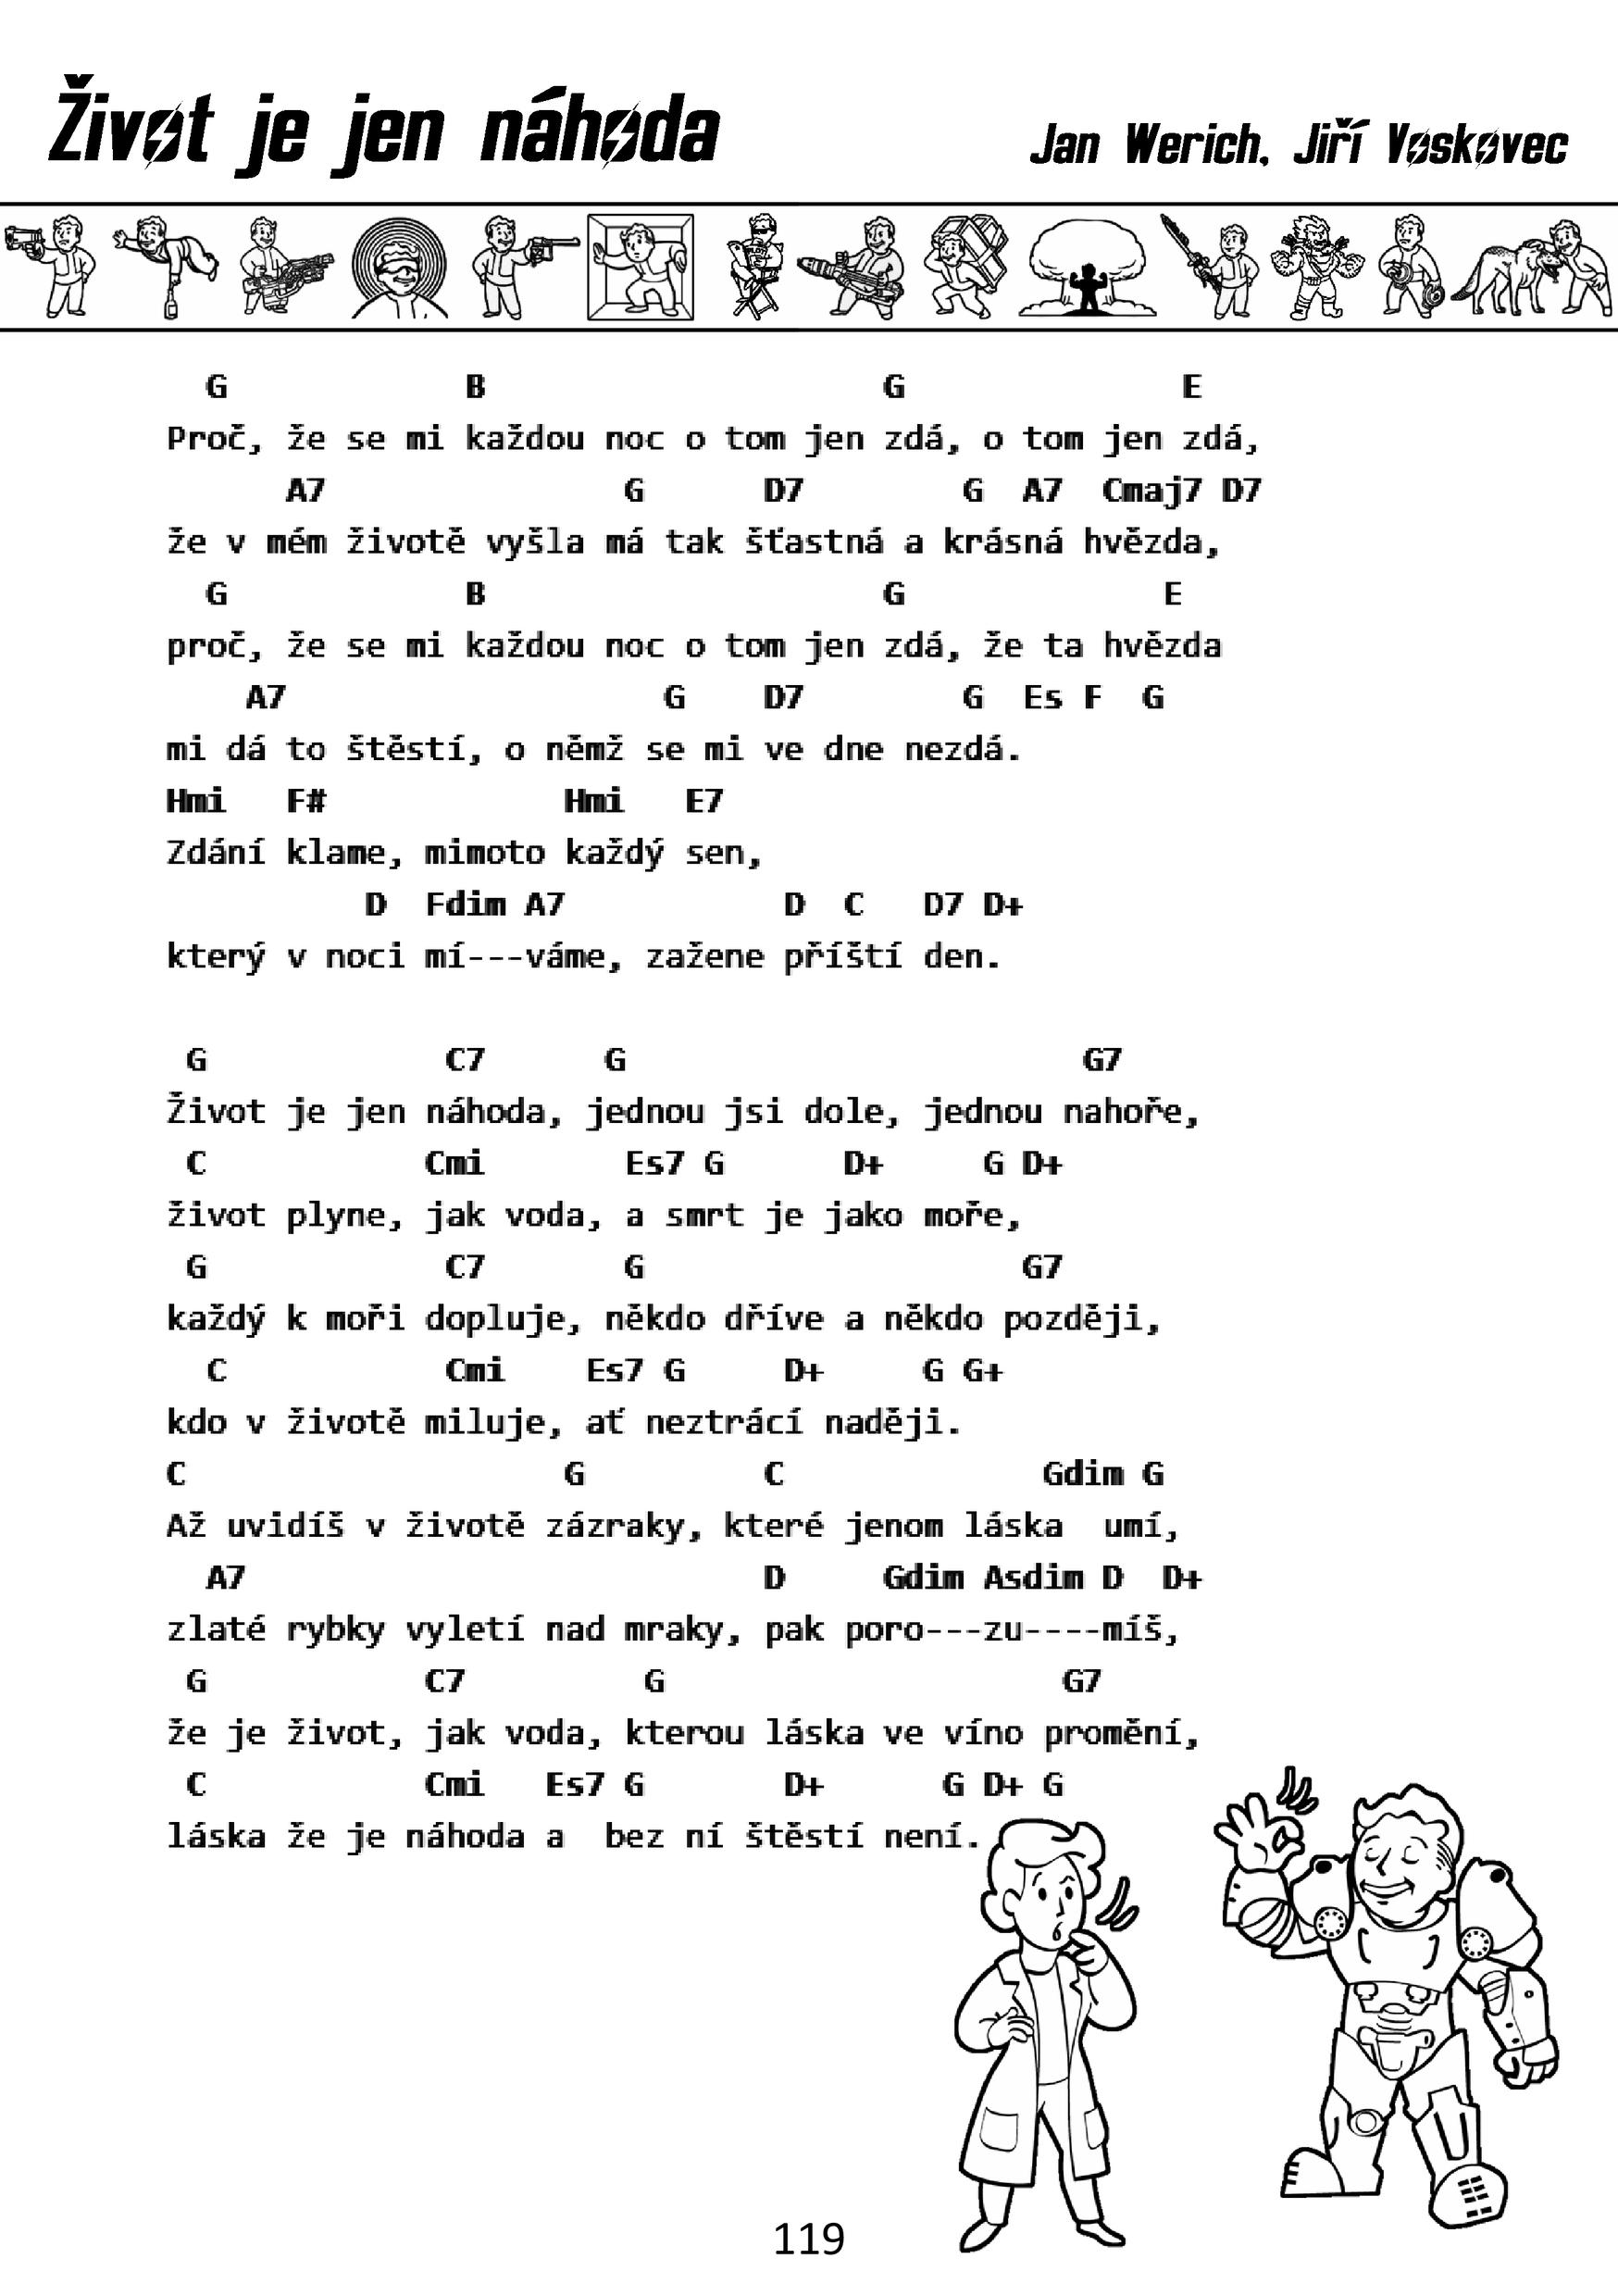 Život je jen náhoda
Jan Werich, Jiří Voskovec
G B G E
Proč, že se mi každou noc o tom jen zdá, o tom jen zdá,
A7 G D7 G A7 Cmaj7 D7
že v mém životě vyšla má tak šťastná a krásná hvězda,
G B G E
proč, že se mi každou noc o tom jen zdá, že ta hvězda
A7 G D7 G Es F G
mi dá to štěstí, o němž se mi ve dne nezdá.
Hmi F# Hmi E7
Zdání klame, mimoto každý sen,
D Fdim A7 D C D7 D+
který v noci mí---váme, zažene příští den.
G C7 G G7
Život je jen náhoda, jednou jsi dole, jednou nahoře,
C Cmi Es7 G D+ G D+
život plyne, jak voda, a smrt je jako moře,
G C7 G G7
každý k moři dopluje, někdo dříve a někdo později,
C Cmi Es7 G D+ G G+
kdo v životě miluje, ať neztrácí naději.
C G C Gdim G
Až uvidíš v životě zázraky, které jenom láska umí,
A7 D Gdim Asdim D D+
zlaté rybky vyletí nad mraky, pak poro---zu----míš,
G C7 G G7
že je život, jak voda, kterou láska ve víno promění,
C Cmi Es7 G D+ G D+ G
láska že je náhoda a bez ní štěstí není.
119